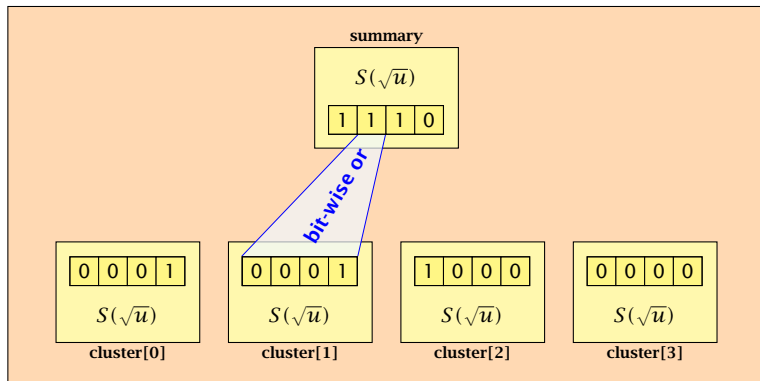 summary
S(√u)
1 1 1 0
bit-wise or
0 0 0 1
0 0 0 1
1 0 0 0
0 0 0 0
S(√u)
S(√u)
S(√u)
S(√u)
cluster[0]
cluster[1]
cluster[2]
cluster[3]